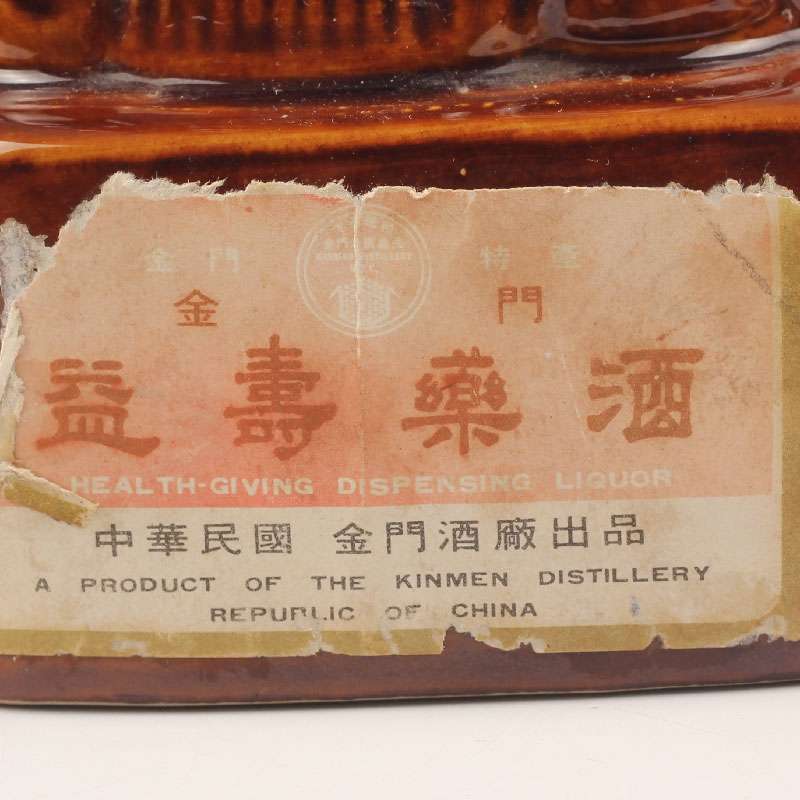 金門 特產
金門
益壽藥酒
HEALTH-GIVING DISPENSING LIQUOR
中華民國 金門酒廠出品
A PRODUCT OF THE KINMEN DISTILLERY
REPUBLIC OF CHINA